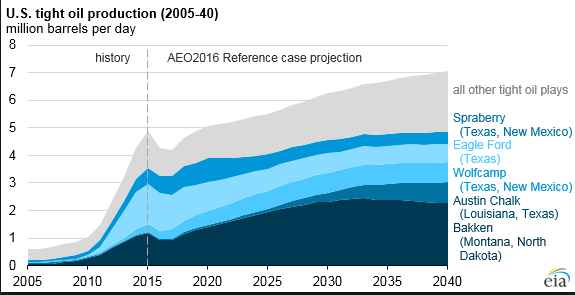 U.S. tight oil production (2005-40)
million barrels per day
8
7
6
5
4
3
2
1
0
history
AEO2016 Reference case projection
all other tight oil plays
Spraberry
(Texas, New Mexico)
Eagle Ford
(Texas)
Wolfcamp
(Texas, New Mexico)
Austin Chalk
(Louisiana, Texas)
Bakken
(Montana, North
Dakota)
2005 2010 2015 2020 2025 2030 2035 2040
eia